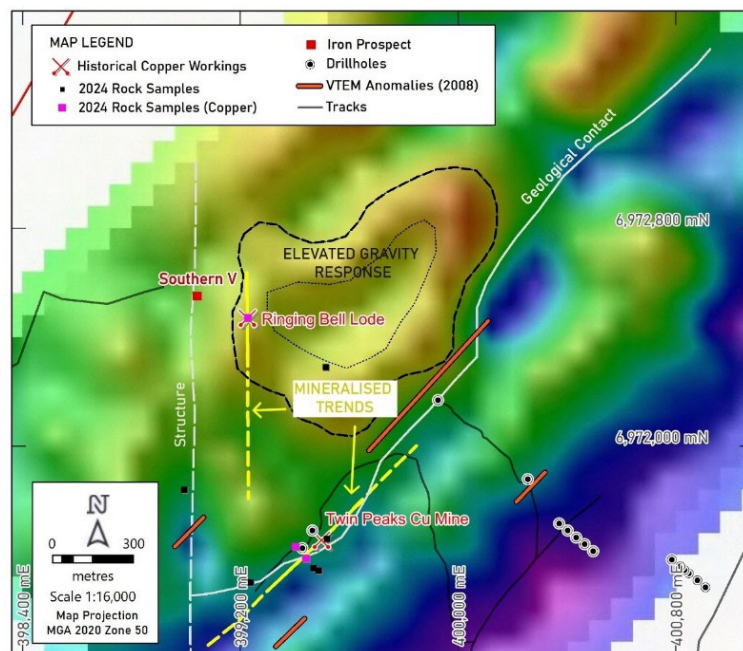 MAP LEGEND
Historical Copper Workings
2024 Rock Samples
2024 Rock Samples (Copper)
Iron Prospect
Drillholes
VTEM Anomalies (2008)
Tracks
Geological Contact
6,972,800 mN
ELEVATED GRAVITY
RESPONSE
Southern V
Ringing Bell Lode
MINERALISED
TRENDS
Structure
6,972,000 mN
Twin Peaks Cu Mine
N
0 300
metres
Scale 1:16,000
Map Projection
MGA 2020 Zone 50
398,400 mE
399,200 mE
400,000 mE
400,800 mE